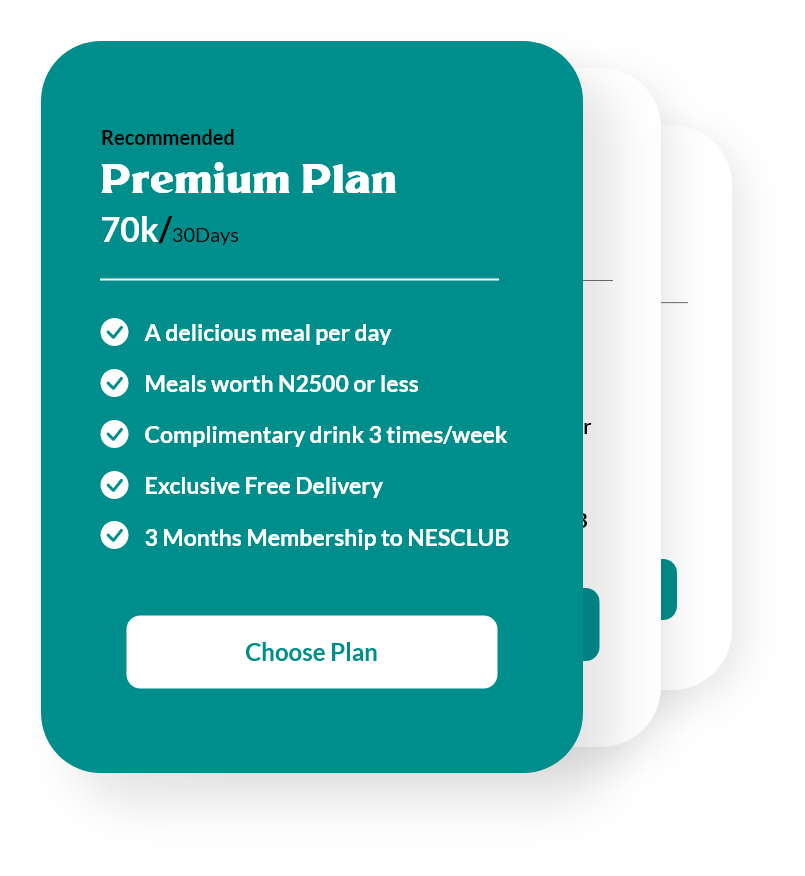 Recommended
Premium Plan
70k/30Days
A delicious meal per day
Meals worth N2500 or less
Complimentary drink 3 times/week
Exclusive Free Delivery
3 Months Membership to NESCLUB
Choose Plan